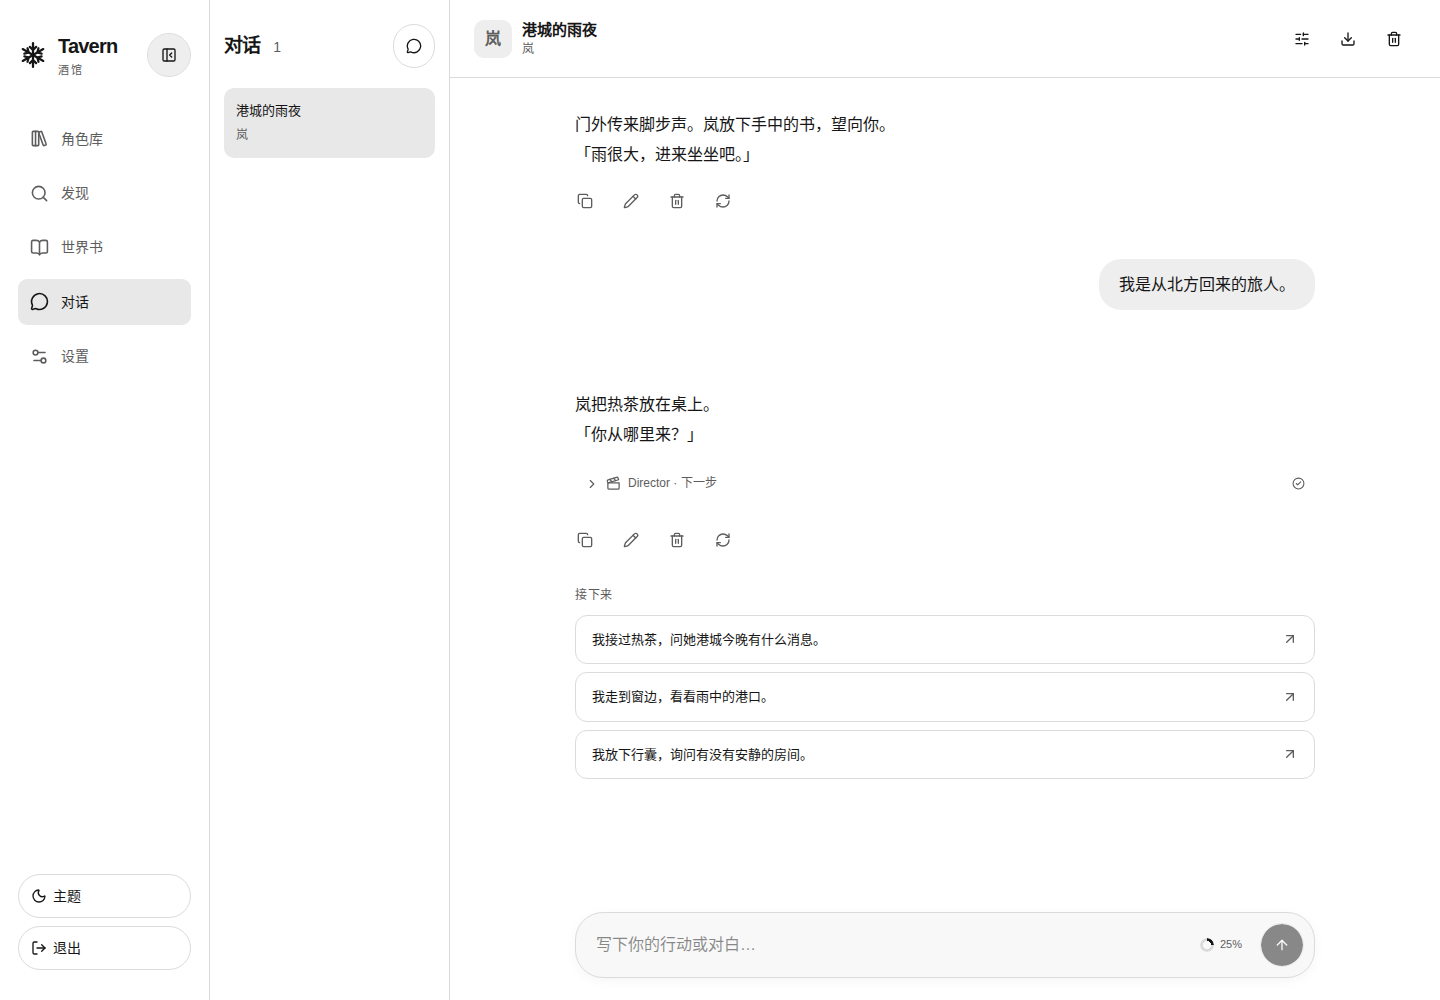 Tavern
酒馆
角色库
发现
世界书
对话
设置
主题
退出
对话 1
港城的雨夜
岚
岚
港城的雨夜
岚
门外传来脚步声。岚放下手中的书，望向你。
「雨很大，进来坐坐吧。」
我是从北方回来的旅人。
岚把热茶放在桌上。
「你从哪里来？」
Director · 下一步
接下来
我接过热茶，问她港城今晚有什么消息。
我走到窗边，看看雨中的港口。
我放下行囊，询问有没有安静的房间。
写下你的行动或对白…
25%